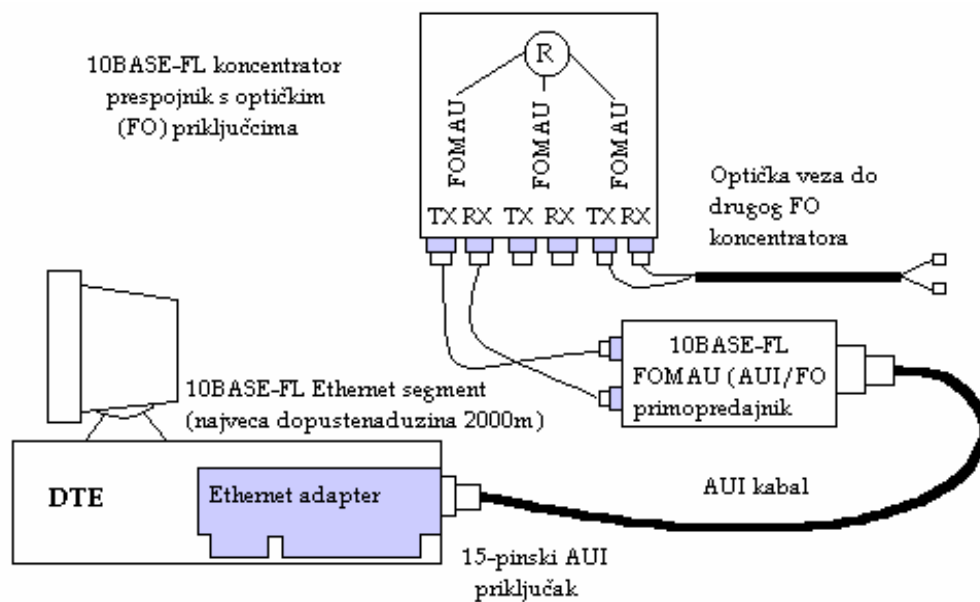 10BASE-FL koncentrator
prespojnik s optičkim
(FO) priključcima
R
FOMAU
FOMAU
FOMAU
TX RX TX RX TX RX
Optička veza do
drugog FO
koncentratora
10BASE-FL
FOMAU (AUI/FO
primopredajnik
10BASE-FL Ethernet segment
(najveca dopustenaduzina 2000m)
DTE
Ethernet adapter
AUI kabal
15-pinski AUI
priključak